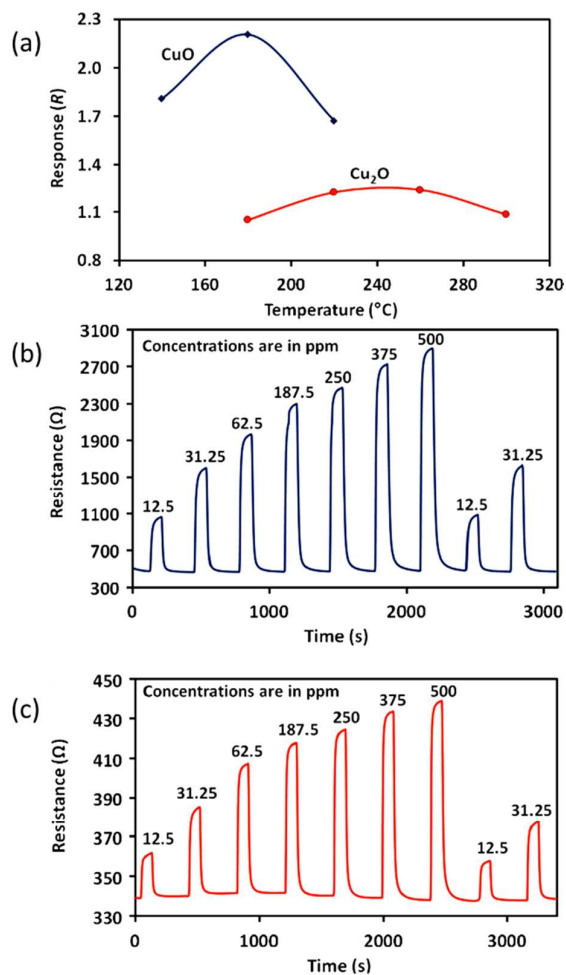 (a)
2.3
2.0
1.7
1.4
1.1
0.8
Response (R)
CuO
Cu₂O
120 160 200 240 280 320
Temperature (°C)
(b)
3100
2700
2300
1900
1500
1100
700
300
Resistance (Ω)
Concentrations are in ppm
12.5
31.25
62.5
187.5
250
375
500
12.5
31.25
0 1000 2000 3000
Time (s)
(c)
450
430
410
390
370
350
330
Resistance (Ω)
Concentrations are in ppm
12.5
31.25
62.5
187.5
250
375
500
12.5
31.25
0 1000 2000 3000
Time (s)